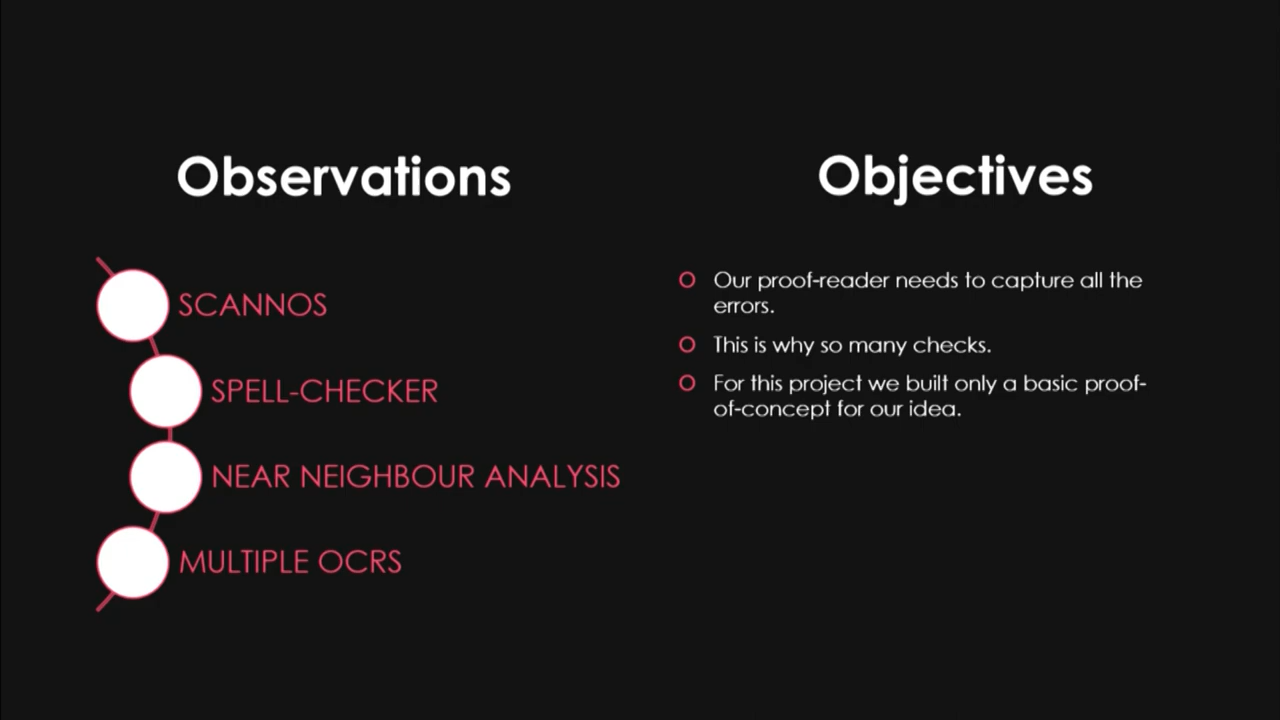 Observations
SCANNOS
SPELL-CHECKER
NEAR NEIGHBOUR ANALYSIS
MULTIPLE OCRS
Objectives
Our proof-reader needs to capture all the
errors.
This is why so many checks.
For this project we built only a basic proof-
of-concept for our idea.